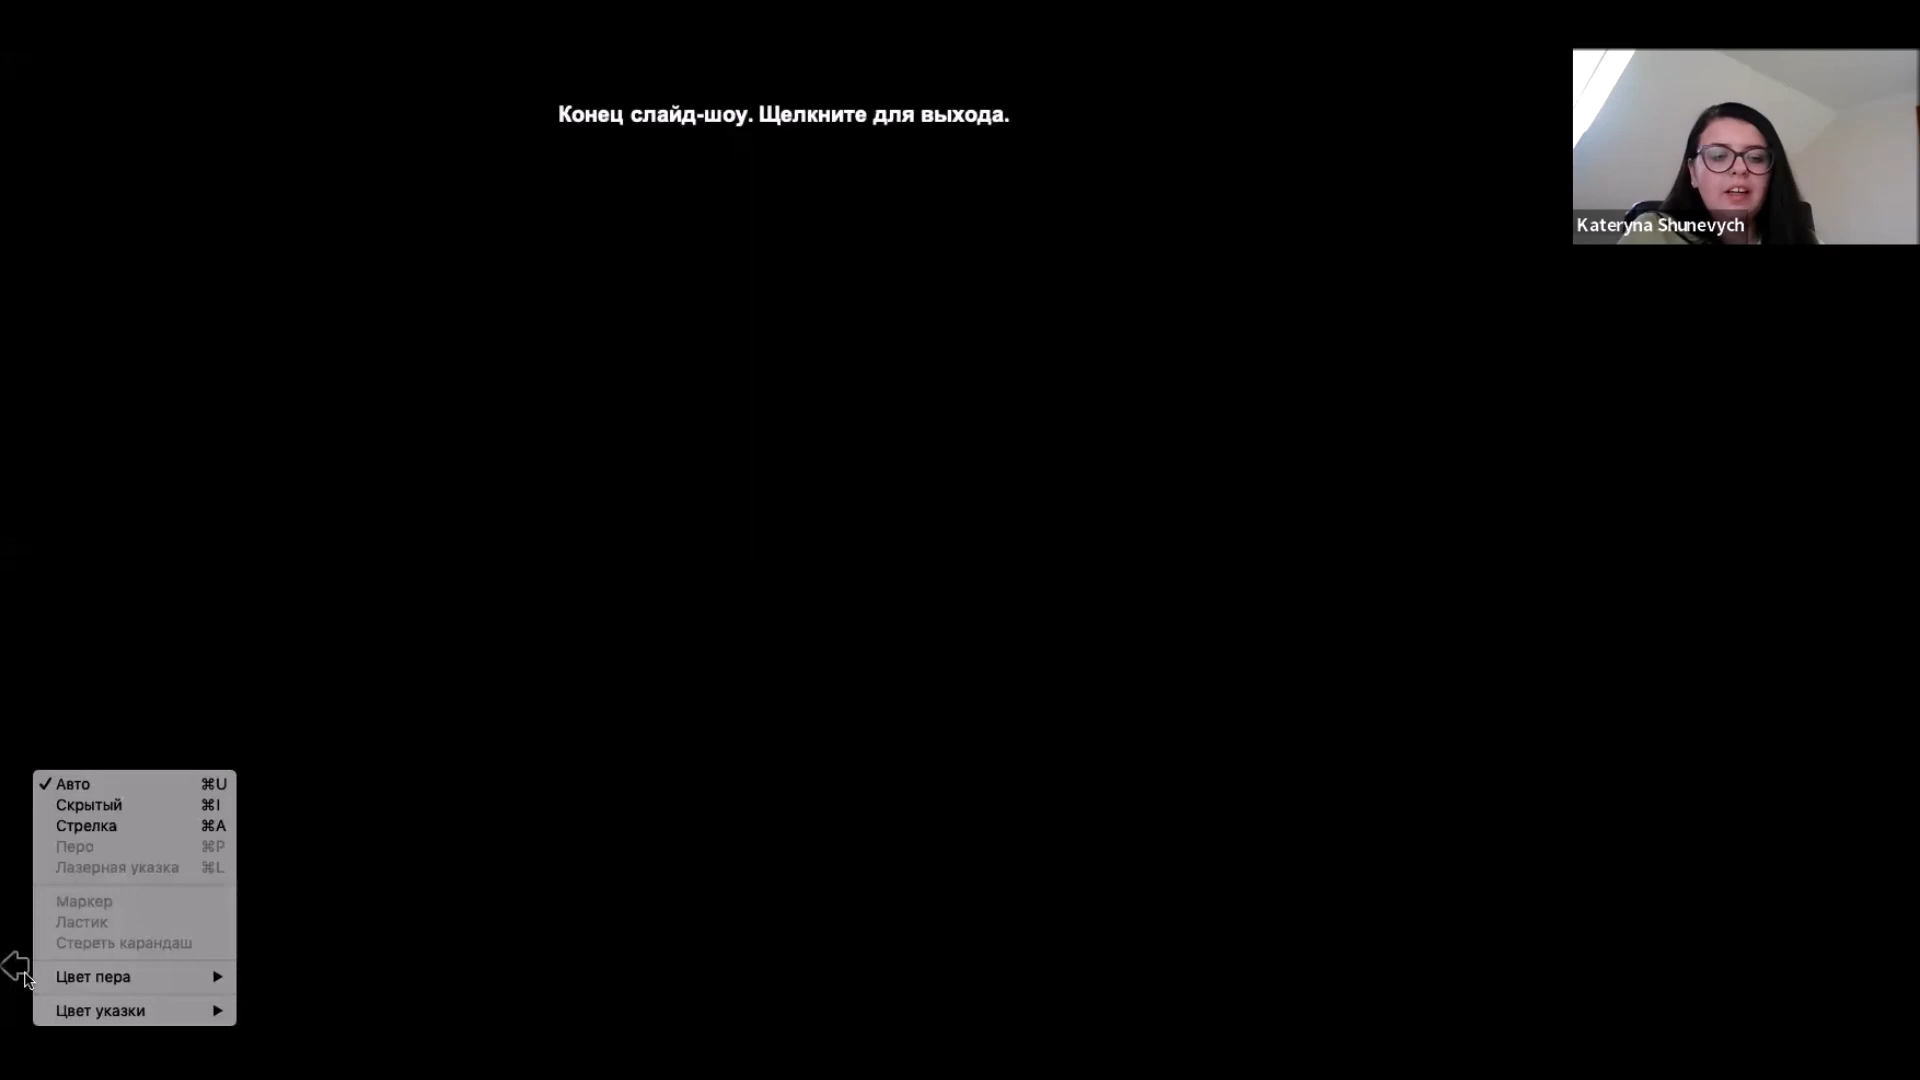 Конец слайд-шоу. Щелкните для выхода.
Kateryna Shunevych
✓ Авто ⌘U
Скрытый ⌘I
Стрелка ⌘A
Перо ⌘P
Лазерная указка ⌘L
Маркер
Ластик
Стереть карандаш
Цвет пера ▶
Цвет указки ▶